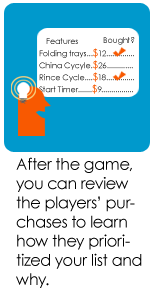 Features Bought?
Folding trays....$12....
China Cycyle.$26............
Rince Cycle....$18....
Start Timer.......$9................
After the game,
you can review
the players' pur-
chases to learn
how they priori-
tized your list and
why.